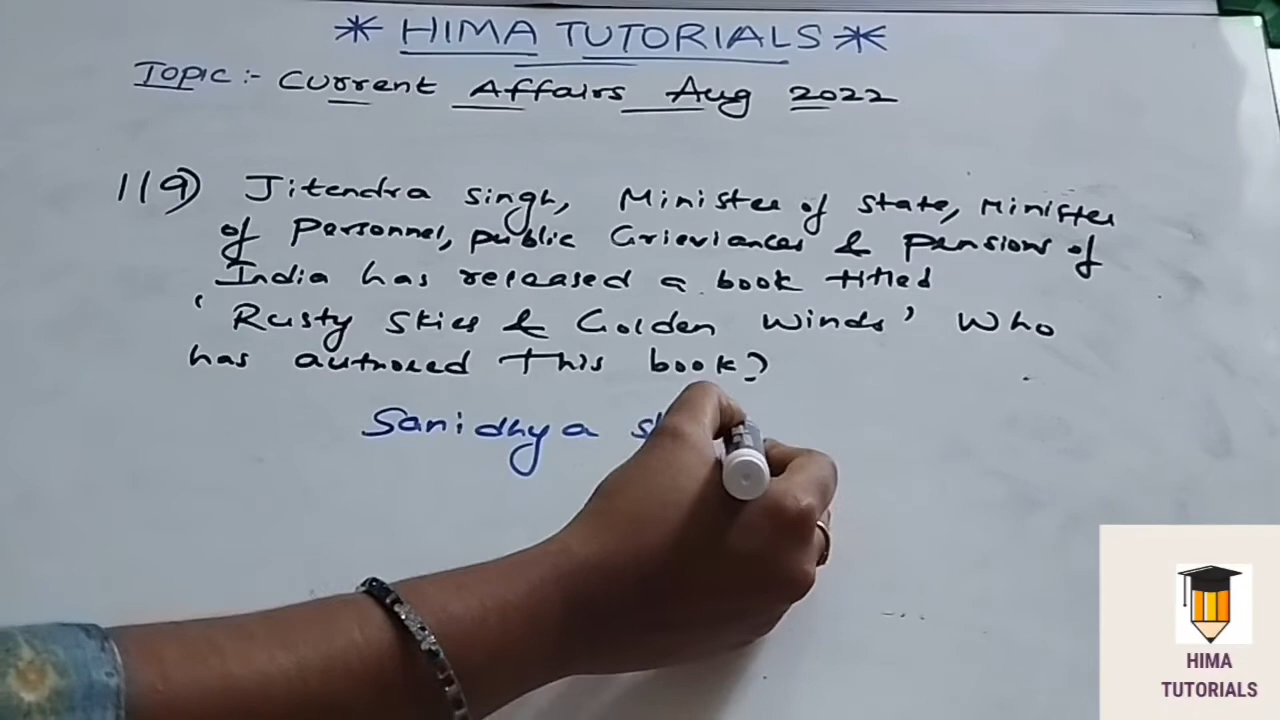 * HIMA TUTORIALS *
Topic:- Current Affairs Aug 2022
119) Jitendra Singh, Minister of state, Minister
of Personnel, public Grieviances & pensions of
India has released a book titled
'Rusty Skies & Golden Winds' Who
has authored This book?
Sanidhya
HIMA
TUTORIALS